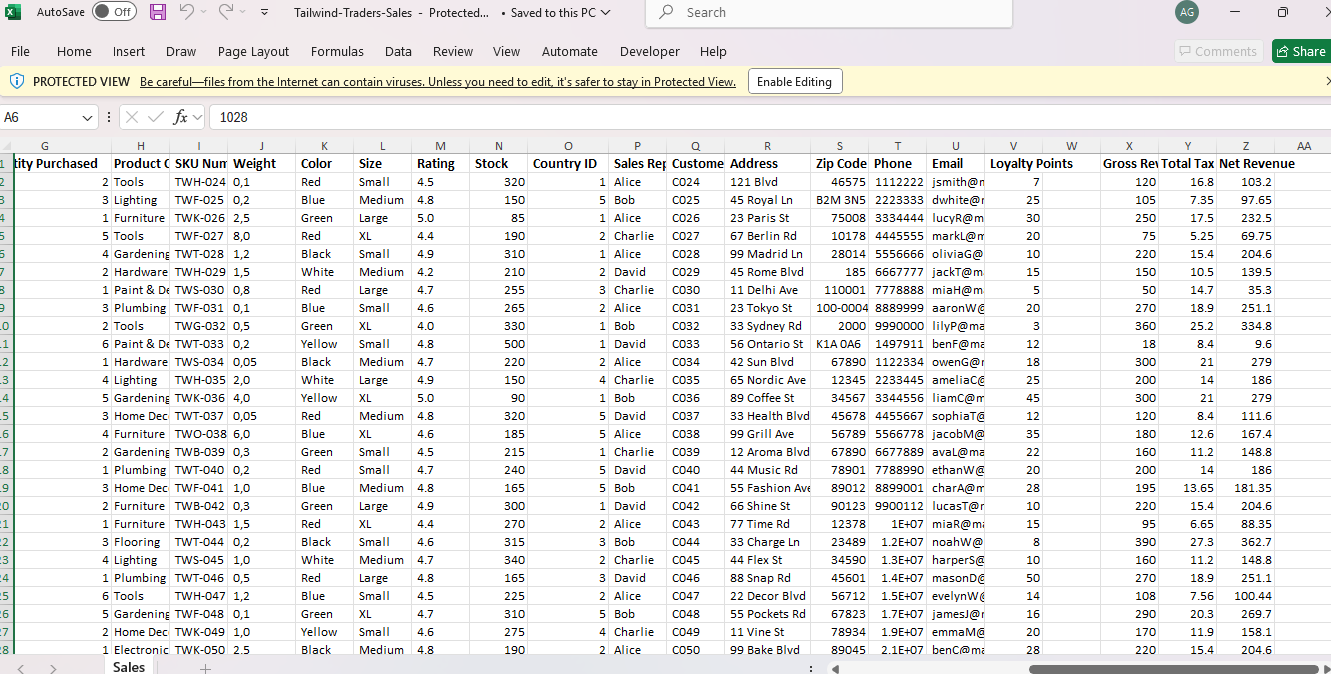 AutoSave Off Tailwind-Traders-Sales - Protected... • Saved to this PC Search AG
File Home Insert Draw Page Layout Formulas Data Review View Automate Developer Help Comments Share
PROTECTED VIEW Be careful—files from the Internet can contain viruses. Unless you need to edit, it's safer to stay in Protected View. Enable Editing
A6 fx 1028
G H I J K L M N O P Q R S T U V W X Y Z AA
1 tity Purchased Product C SKU Num Weight Color Size Rating Stock Country ID Sales Rep Custome Address Zip Code Phone Email Loyalty Points Gross Rev Total Tax Net Revenue
2 2 Tools TWH-024 0,1 Red Small 4.5 320 1 Alice C024 121 Blvd 46575 1112222 jsmith@m 7 120 16.8 103.2
3 3 Lighting TWF-025 0,2 Blue Medium 4.8 150 5 Bob C025 45 Royal Ln B2M 3N5 2223333 dwhite@r 25 105 7.35 97.65
4 1 Furniture TWK-026 2,5 Green Large 5.0 85 1 Alice C026 23 Paris St 75008 3334444 lucyR@m 30 250 17.5 232.5
5 5 Tools TWF-027 8,0 Red XL 4.4 190 2 Charlie C027 67 Berlin Rd 10178 4445555 markL@m 20 75 5.25 69.75
6 4 Gardening TWT-028 1,2 Black Small 4.9 310 1 Alice C028 99 Madrid Ln 28014 5556666 oliviaG@ 10 220 15.4 204.6
7 2 Hardware TWH-029 1,5 White Medium 4.2 210 2 David C029 45 Rome Blvd 185 6667777 jackT@m 15 150 10.5 139.5
8 1 Paint & De TWS-030 0,8 Red Large 4.7 255 3 Charlie C030 11 Delhi Ave 110001 7778888 miaH@m 5 50 14.7 35.3
9 3 Plumbing TWF-031 0,1 Blue Small 4.6 265 2 Alice C031 23 Tokyo St 100-0004 8889999 aaronW@ 20 270 18.9 251.1
10 2 Tools TWG-032 0,5 Green XL 4.0 330 1 Bob C032 33 Sydney Rd 2000 9990000 lilyP@ma 3 360 25.2 334.8
11 6 Paint & De TWT-033 0,2 Yellow Small 4.8 500 1 David C033 56 Ontario St K1A 0A6 1497911 benF@ma 12 18 8.4 9.6
12 1 Hardware TWS-034 0,05 Black Medium 4.7 220 2 Alice C034 42 Sun Blvd 67890 1122334 owenG@r 18 300 21 279
13 4 Lighting TWH-035 2,0 White Large 4.9 150 4 Charlie C035 65 Nordic Ave 12345 2233445 ameliaC@ 25 200 14 186
14 5 Gardening TWK-036 4,0 Yellow XL 5.0 90 1 Bob C036 89 Coffee St 34567 3344556 liamC@m 45 300 21 279
15 3 Home Dec TWT-037 0,05 Red Medium 4.8 320 5 David C037 33 Health Blvd 45678 4455667 sophiaT@ 12 120 8.4 111.6
16 4 Furniture TWO-038 6,0 Blue XL 4.6 185 5 Alice C038 99 Grill Ave 56789 5566778 jacobM@ 35 180 12.6 167.4
17 2 Gardening TWB-039 0,3 Green Small 4.5 215 1 Charlie C039 12 Aroma Blvd 67890 6677889 avaL@ma 22 160 11.2 148.8
18 1 Plumbing TWT-040 0,2 Red Small 4.7 240 5 David C040 44 Music Rd 78901 7788990 ethanW@ 20 200 14 186
19 3 Home Dec TWF-041 1,0 Blue Medium 4.8 165 5 Bob C041 55 Fashion Ave 89012 8899001 charA@m 28 195 13.65 181.35
20 2 Furniture TWB-042 0,3 Green Large 4.9 300 1 David C042 66 Shine St 90123 9900112 lucasT@r 10 220 15.4 204.6
21 1 Furniture TWH-043 1,5 Red XL 4.4 270 2 Alice C043 77 Time Rd 12378 1E+07 miaR@ma 15 95 6.65 88.35
22 3 Flooring TWT-044 0,2 Black Small 4.6 315 3 Bob C044 33 Charge Ln 23489 1.2E+07 noahW@ 8 390 27.3 362.7
23 4 Lighting TWS-045 1,0 White Medium 4.7 340 2 Charlie C045 44 Flex St 34590 1.3E+07 harperS@ 10 160 11.2 148.8
24 1 Plumbing TWT-046 0,5 Red Large 4.8 165 3 David C046 88 Snap Rd 45601 1.4E+07 masonD@ 50 270 18.9 251.1
25 6 Tools TWH-047 1,2 Blue Small 4.5 225 2 Alice C047 22 Decor Blvd 56712 1.5E+07 evelynW@ 14 108 7.56 100.44
26 5 Gardening TWF-048 0,1 Green XL 4.7 310 5 Bob C048 55 Pockets Rd 67823 1.7E+07 jamesJ@r 16 290 20.3 269.7
27 2 Home Dec TWK-049 1,0 Yellow Small 4.6 275 4 Charlie C049 11 Vine St 78934 1.9E+07 emmaM@ 20 170 11.9 158.1
28 1 Electronic TWK-050 2.5 Black Medium 4.8 190 2 Alice C050 99 Bake Blvd 89045 2.1E+07 benC@ma 28 220 15.4 204.6
Sales